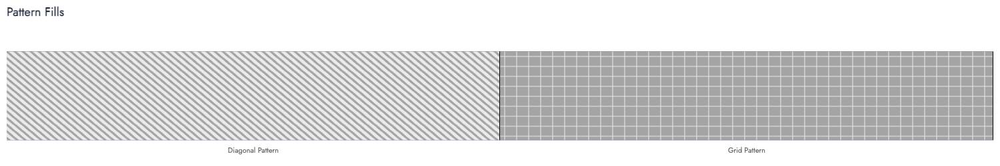 Pattern Fills
Diagonal Pattern
Grid Pattern